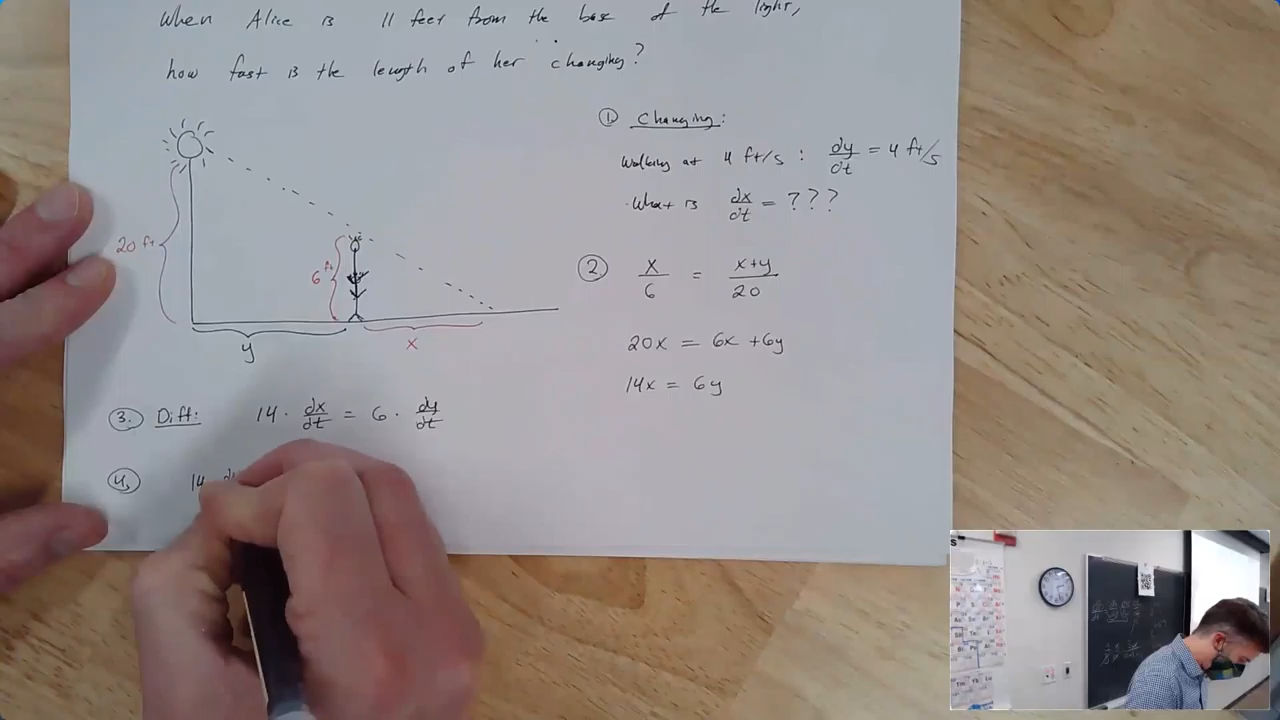 When Alice is 11 feet from the base of the light,
how fast is the length of her changing?
① Changing:
Walking at 4 ft/s : dy/dt = 4 ft/s
What is dx/dt = ???
20 ft
6 ft
② x/6 = x+y/20
20x = 6x + 6y
14x = 6y
y
x
③. Diff: 14 · dx/dt = 6 · dy/dt
④, 14